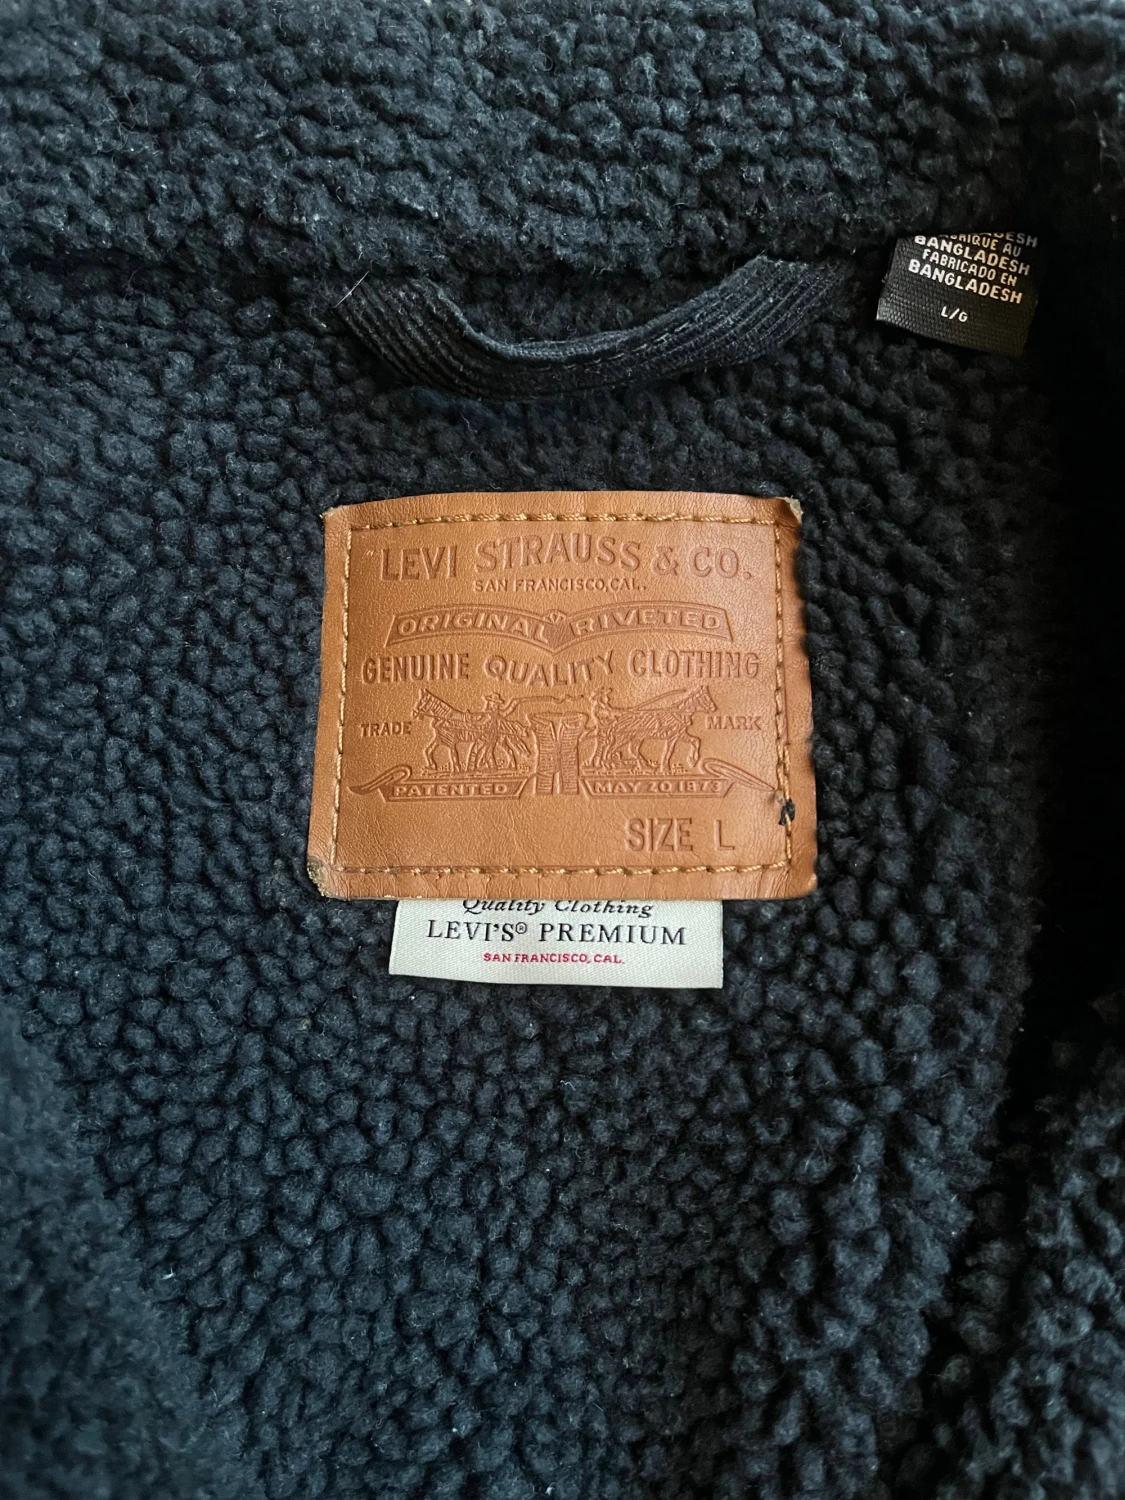 BANGLADESH
FABRICADO EN
BANGLADESH
L/G
LEVI STRAUSS & CO.
SAN FRANCISCO, CAL.
ORIGINAL RIVETED
GENUINE QUALITY CLOTHING
TRADE MARK
PATENTED MAY 20 1873
SIZE L
Quality Clothing
LEVI'S® PREMIUM
SAN FRANCISCO, CAL.